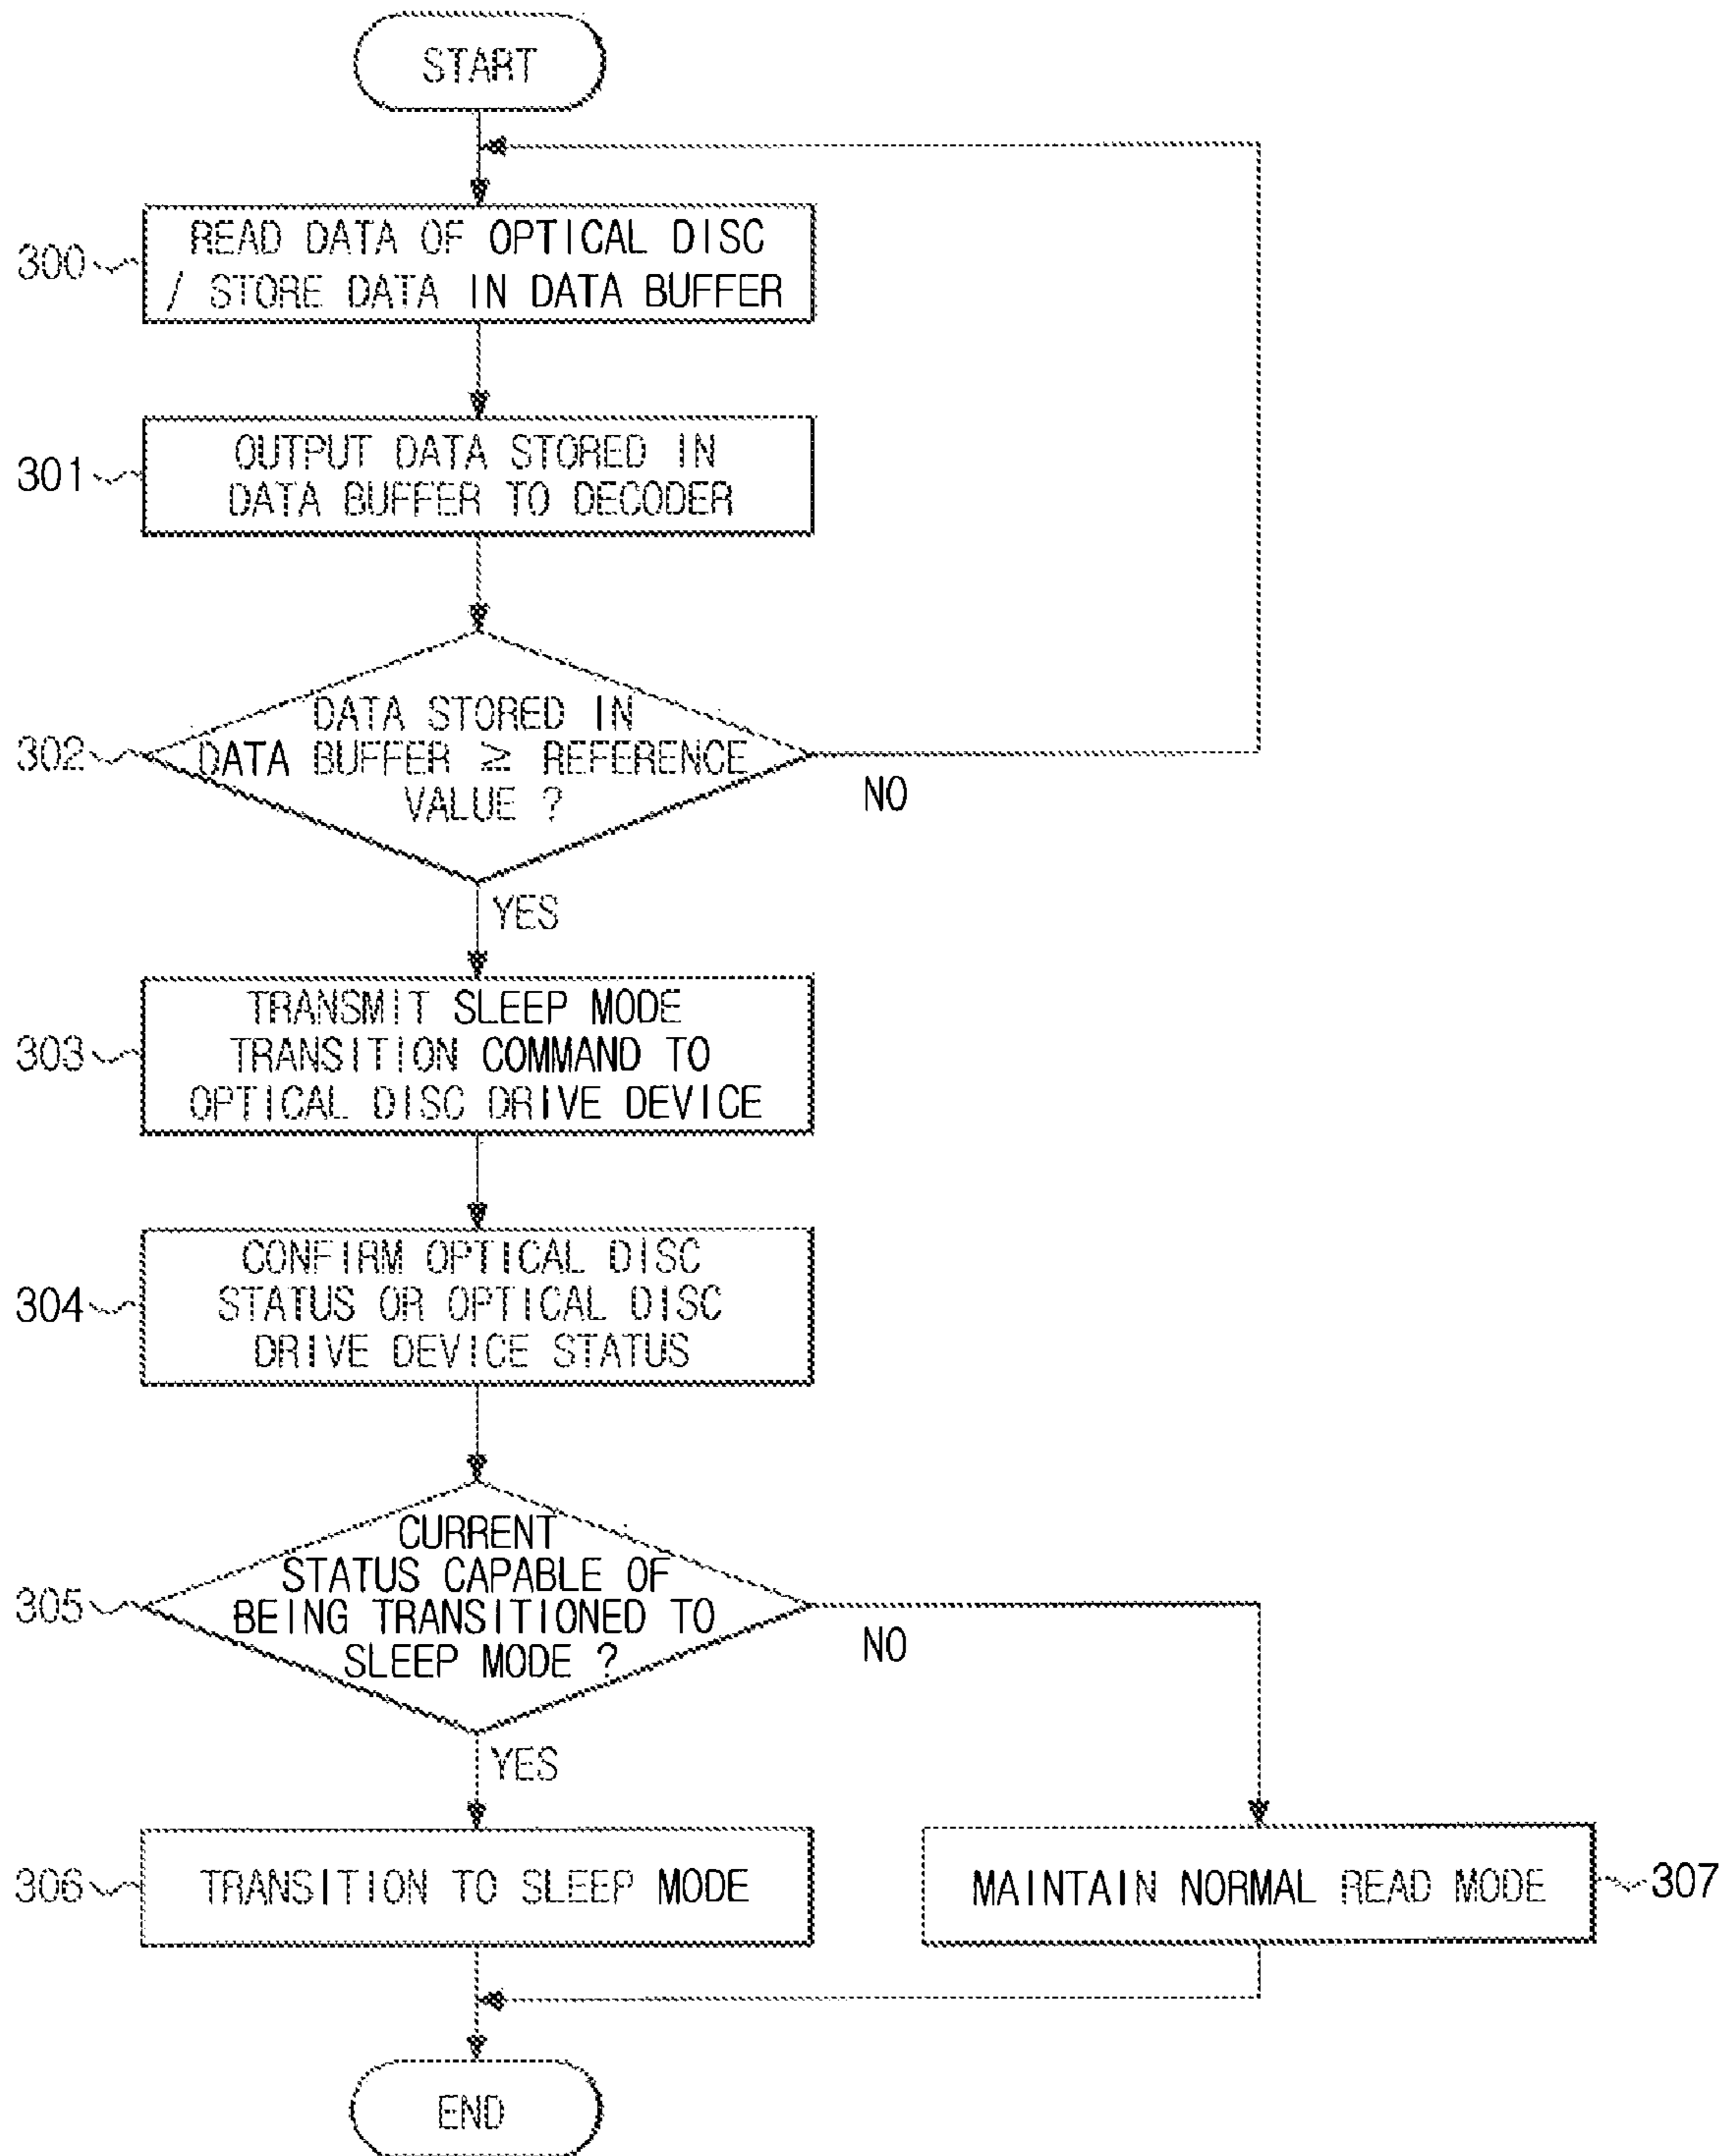 START
300
READ DATA OF OPTICAL DISC
/ STORE DATA IN DATA BUFFER
301
OUTPUT DATA STORED IN
DATA BUFFER TO DECODER
302
DATA STORED IN
DATA BUFFER ≥ REFERENCE
VALUE ?
NO
YES
303
TRANSMIT SLEEP MODE
TRANSITION COMMAND TO
OPTICAL DISC DRIVE DEVICE
304
CONFIRM OPTICAL DISC
STATUS OR OPTICAL DISC
DRIVE DEVICE STATUS
305
CURRENT
STATUS CAPABLE OF
BEING TRANSITIONED TO
SLEEP MODE ?
NO
YES
306
TRANSITION TO SLEEP MODE
MAINTAIN NORMAL READ MODE
307
END